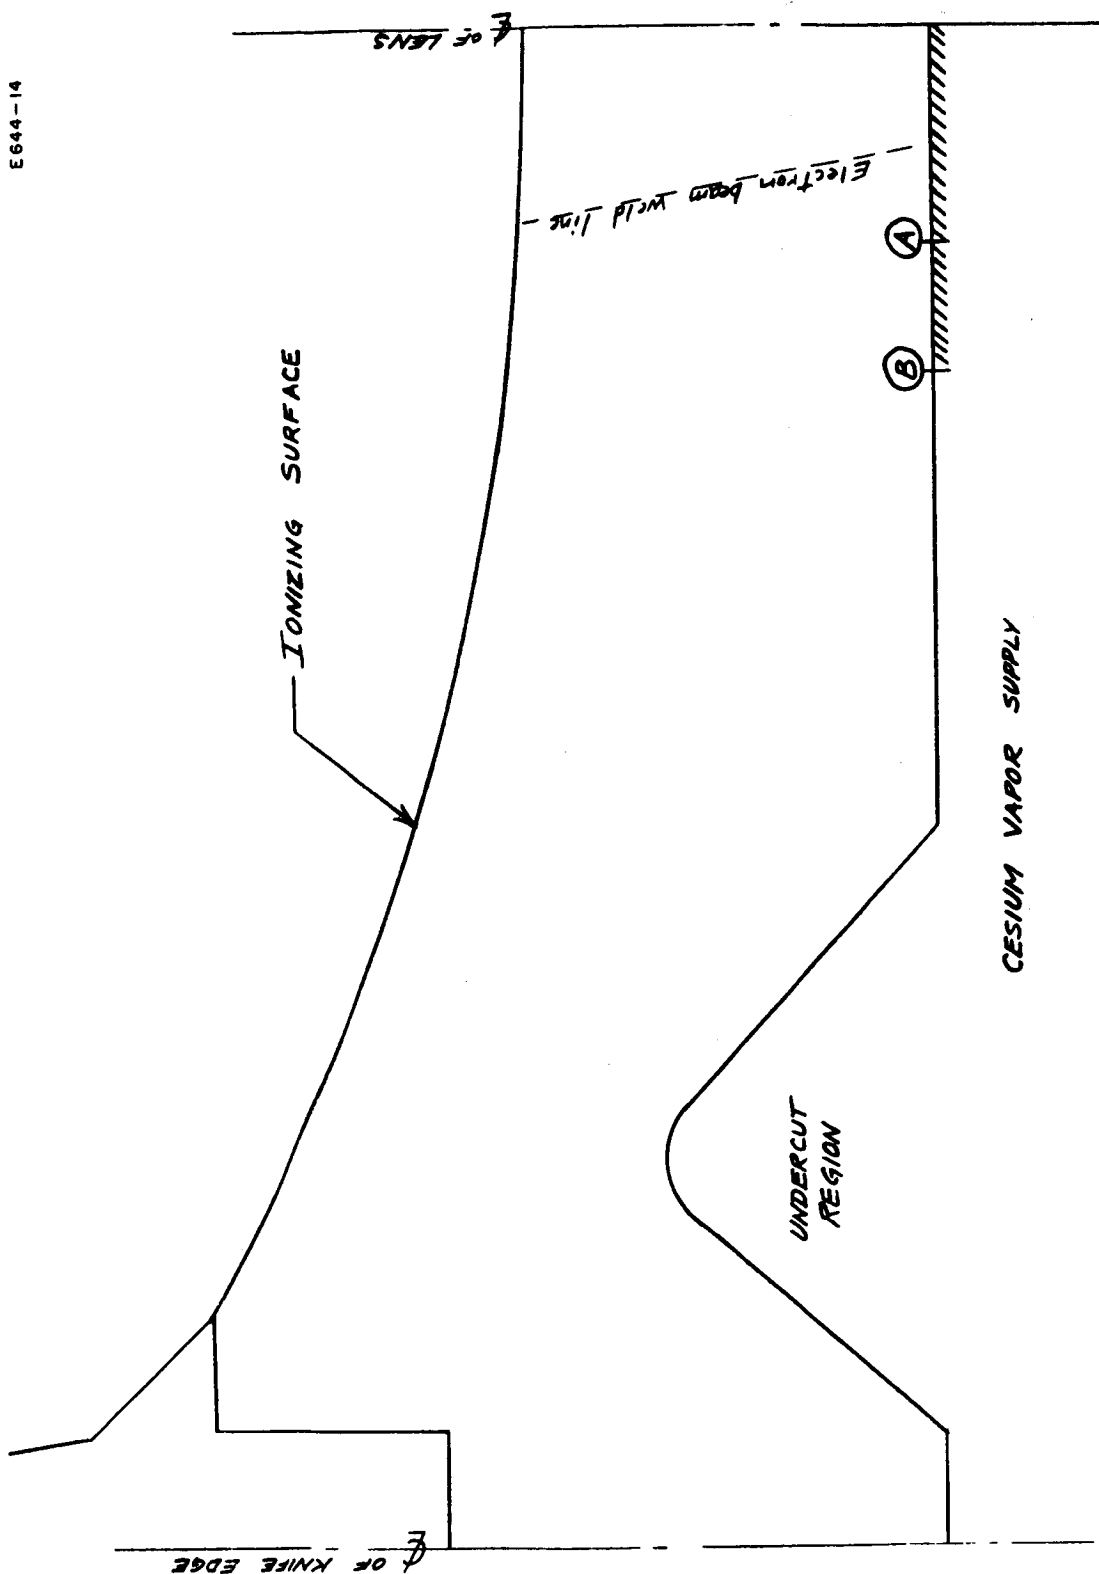 E644-14
℄ OF LENS
Electron beam weld line
IONIZING SURFACE
A
B
UNDERCUT
REGION
CESIUM VAPOR SUPPLY
℄ OF KNIFE EDGE